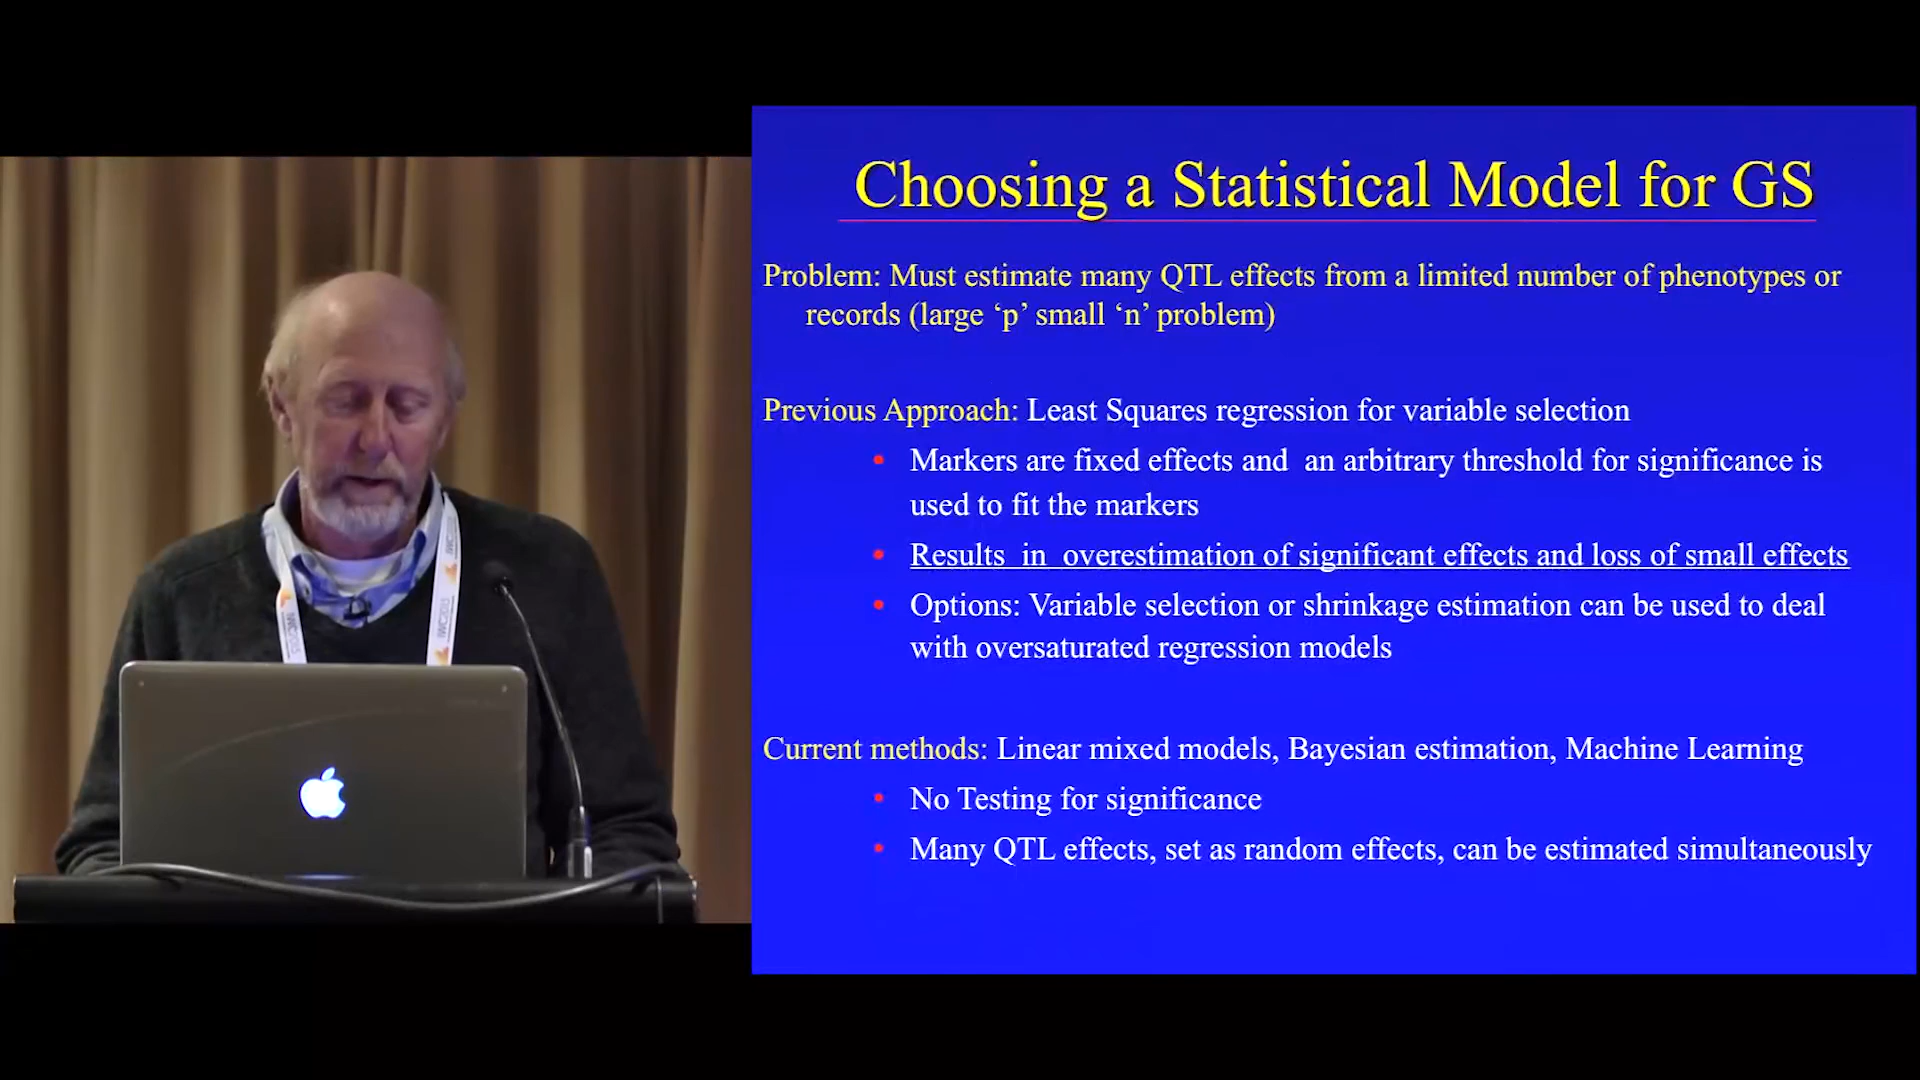 Choosing a Statistical Model for GS
Problem: Must estimate many QTL effects from a limited number of phenotypes or
records (large ‘p’ small ‘n’ problem)
Previous Approach: Least Squares regression for variable selection
• Markers are fixed effects and an arbitrary threshold for significance is
used to fit the markers
• Results in overestimation of significant effects and loss of small effects
• Options: Variable selection or shrinkage estimation can be used to deal
with oversaturated regression models
Current methods: Linear mixed models, Bayesian estimation, Machine Learning
• No Testing for significance
• Many QTL effects, set as random effects, can be estimated simultaneously
IWC2015